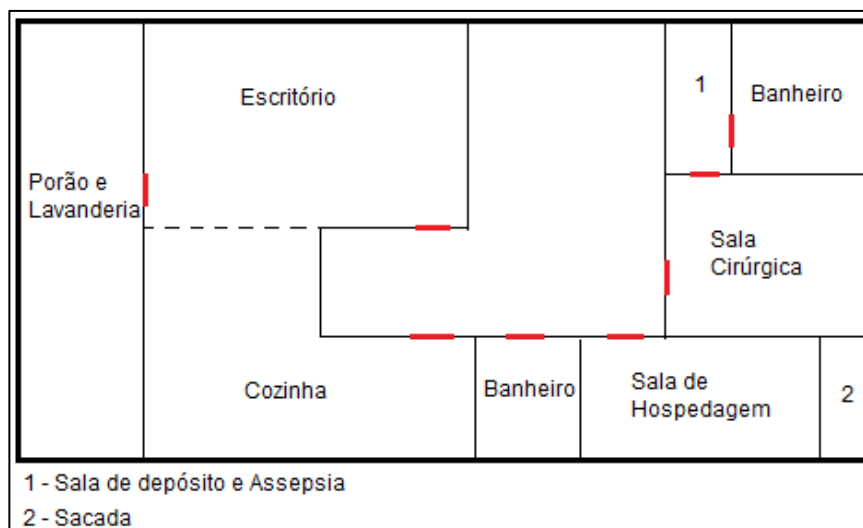 Escritório
1
Banheiro
Porão e
Lavanderia
Sala
Cirúrgica
Cozinha
Banheiro
Sala de
Hospedagem
2
1 - Sala de depósito e Assepsia
2 - Sacada